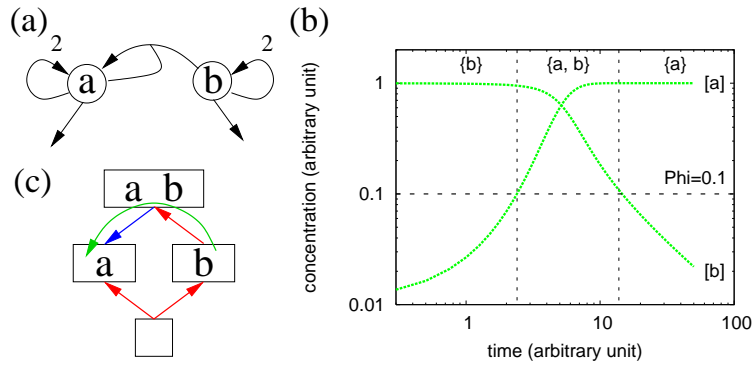 (a)
2
2
a
b
(c)
a b
a
b
(b)
{b}
{a, b}
{a}
[a]
Phi=0.1
[b]
concentration (arbitrary unit)
1
0.1
0.01
1
10
100
time (arbitrary unit)